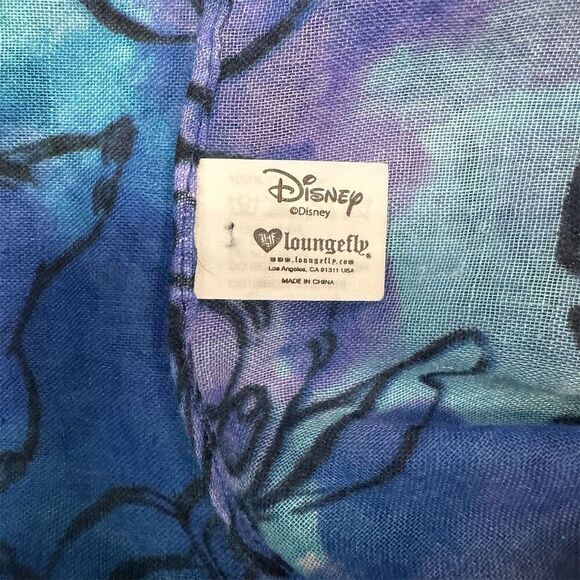 Disney
©Disney
loungefly®
www.loungefly.com
Los Angeles, CA 91311 USA
MADE IN CHINA